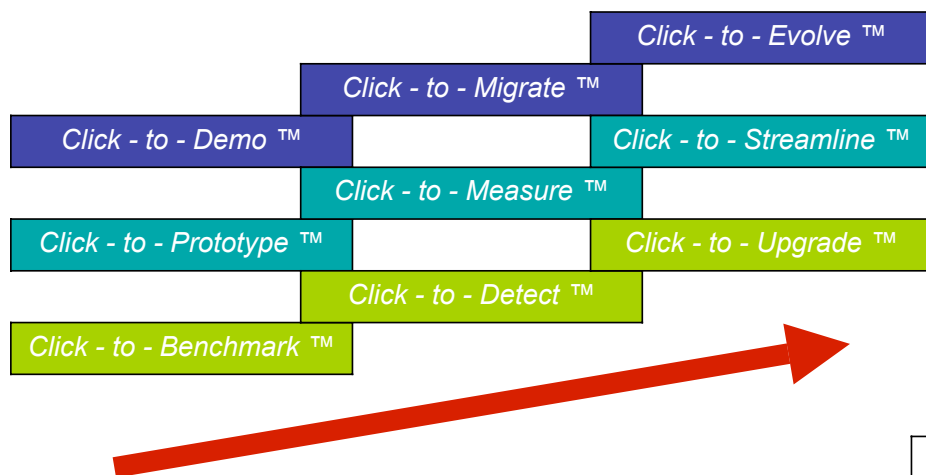 Click - to - Evolve ™
Click - to - Migrate ™
Click - to - Demo ™
Click - to - Streamline ™
Click - to - Measure ™
Click - to - Prototype ™
Click - to - Upgrade ™
Click - to - Detect ™
Click - to - Benchmark ™